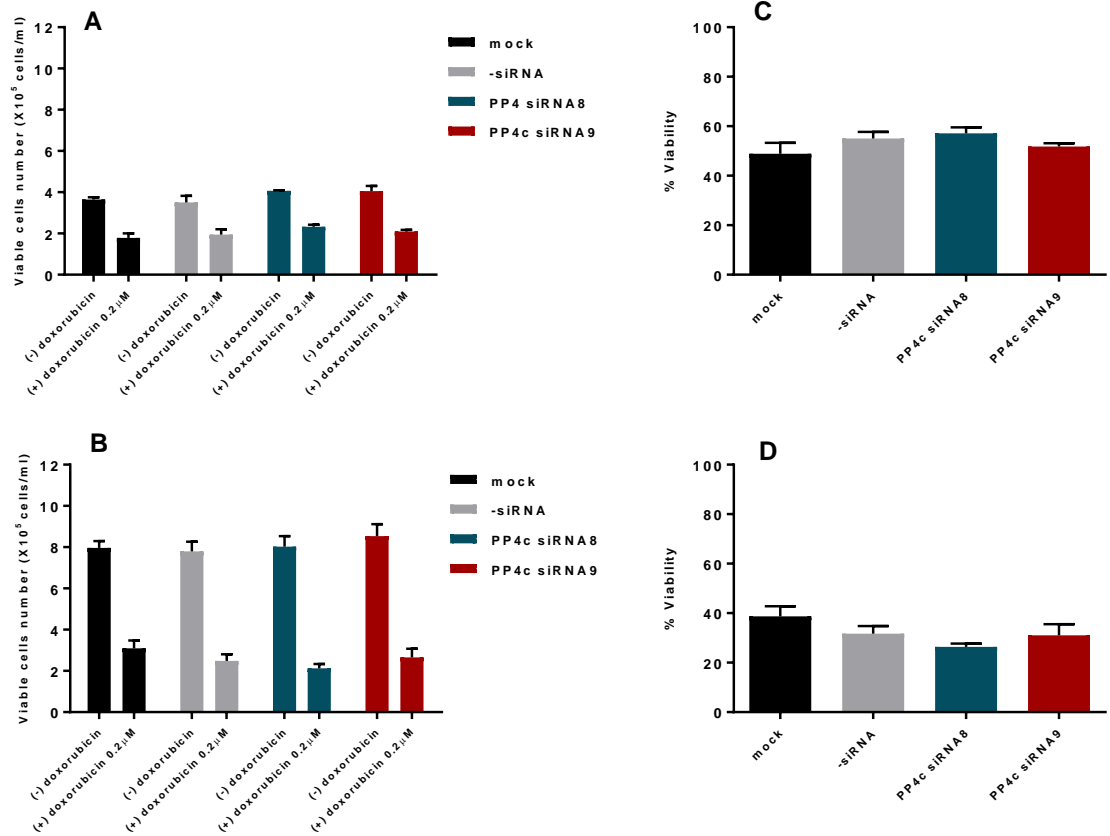 A
Viable cells number (X10⁵ cells/ml)
12
10
8
6
4
2
0
(-) doxorubicin
(+) doxorubicin 0.2μM
(-) doxorubicin
(+) doxorubicin 0.2μM
(-) doxorubicin
(+) doxorubicin 0.2μM
(-) doxorubicin
(+) doxorubicin 0.2μM
mock
-siRNA
PP4 siRNA8
PP4c siRNA9
C
% Viability
100
80
60
40
20
0
mock
-siRNA
PP4c siRNA8
PP4c siRNA9
B
Viable cells number (X10⁵ cells/ml)
12
10
8
6
4
2
0
(-) doxorubicin
(+) doxorubicin 0.2μM
(-) doxorubicin
(+) doxorubicin 0.2μM
(-) doxorubicin
(+) doxorubicin 0.2μM
(-) doxorubicin
(+) doxorubicin 0.2μM
mock
-siRNA
PP4c siRNA8
PP4c siRNA9
D
% Viability
100
80
60
40
20
0
mock
-siRNA
PP4c siRNA8
PP4c siRNA9